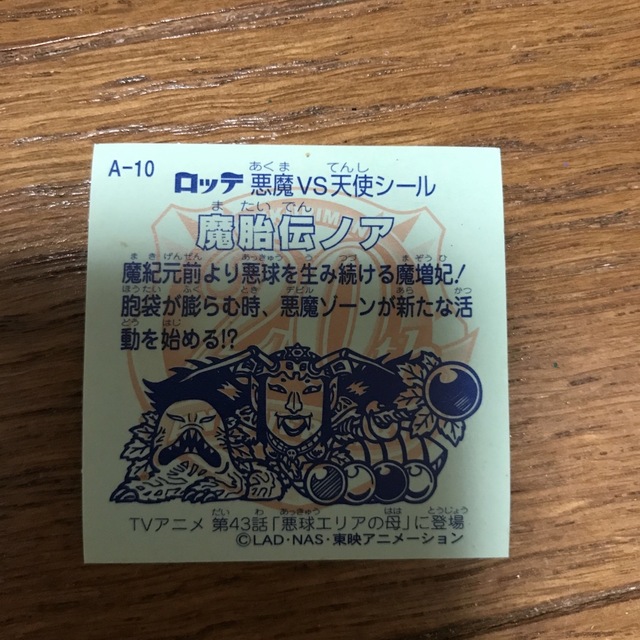 A-10 ロッテ 悪魔VS天使シール
魔胎伝ノア
魔紀元前より悪球を生み続ける魔増妃!
胞袋が膨らむ時、悪魔ゾーンが新たな活
動を始める!?
TVアニメ 第43話「悪球エリアの母」に登場
©LAD・NAS・東映アニメーション